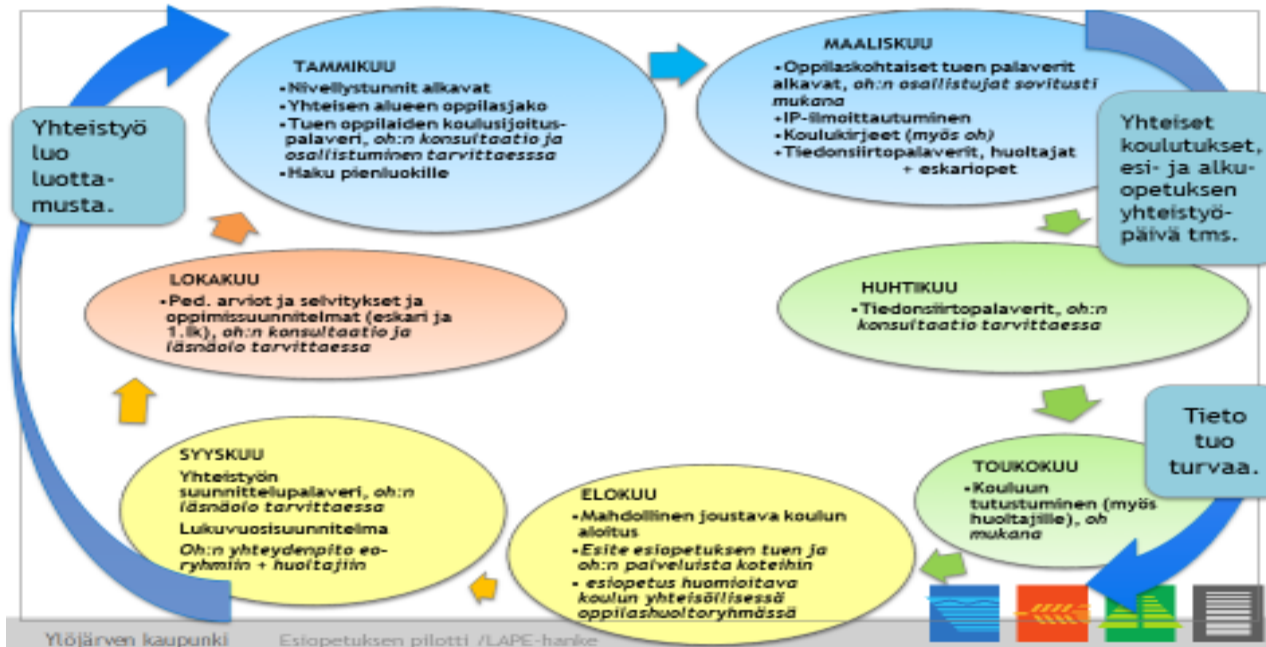 TAMMIKUU
•Nivellystunnit alkavat
•Yhteisen alueen oppilasjako
•Tuen oppilaiden koulusijoitus-
palaveri, oh:n konsultaatio ja
osallistuminen tarvittaesssa
•Haku pienluokille
MAALISKUU
•Oppilaskohtaiset tuen palaverit
alkavat, oh:n osallistujat sovitusti
mukana
•IP-ilmoittautuminen
•Koulukirjeet (myös oh)
•Tiedonsiirtopalaverit, huoltajat
+ eskariopet
Yhteistyö
luo
luotta-
musta.
Yhteiset
koulutukset,
esi- ja alku-
opetuksen
yhteistyö-
päivä tms.
LOKAKUU
•Ped. arviot ja selvitykset ja
oppimissuunnitelmat (eskari ja
1.lk), oh:n konsultaatio ja
läsnäolo tarvittaessa
HUHTIKUU
•Tiedonsiirtopalaverit, oh:n
konsultaatio tarvittaessa
Tieto
tuo
turvaa.
SYYSKUU
Yhteistyön
suunnittelupalaveri, oh:n
läsnäolo tarvittaessa
Lukuvuosisuunnitelma
Oh:n yhteydenpito eo-
ryhmiin + huoltajiin
ELOKUU
•Mahdollinen joustava koulun
aloitus
•Esite esiopetuksen tuen ja
oh:n palveluista koteihin
- esiopetus huomioitava
koulun yhteisöllisessä
oppilashuoltoryhmässä
TOUKOKUU
•Kouluun
tutustuminen (myös
huoltajille), oh
mukana
Ylöjärven kaupunki
Esiopetuksen pilotti /LAPE-hanke